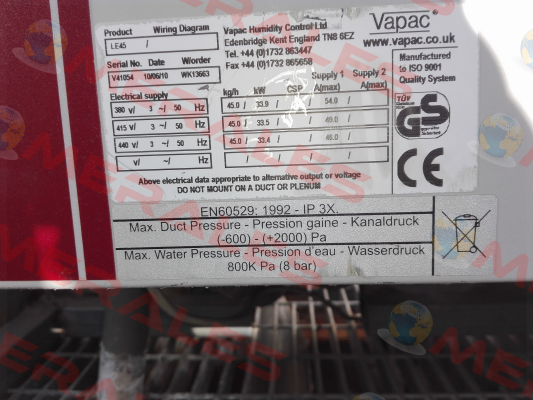 Product Wiring Diagram
LE45 /
Serial No. Date W/order
V41054 10/06/10 WK13663
Electrical supply
380 v/ 3 ~/ 50 Hz
415 v/ 3 ~/ 50 Hz
440 v/ 3 ~/ 50 Hz
v/ ~/ Hz
Vapac Humidity Control Ltd
Edenbridge Kent England TN8 6EZ
Tel. +44 (0)1732 863447
Fax +44 (0)1732 865658
Supply 1 Supply 2
kg/h kW CSP A(max) A(max)
45.0 / 33.9 / / 54.0 /
45.0 / 33.5 / / 49.0 /
45.0 / 33.4 / / 46.0 /
/ / / /
Vapac®
www.vapac.co.uk
Manufactured
to ISO 9001
Quality System
TÜV
GS
geprüfte
Sicherheit
CE
Above electrical data appropriate to alternative output or voltage
DO NOT MOUNT ON A DUCT OR PLENUM
EN60529: 1992 - IP 3X.
Max. Duct Pressure - Pression gaine - Kanaldruck
(-600) - (+2000) Pa
Max. Water Pressure - Pression d'eau - Wasserdruck
800K Pa (8 bar)
MERALES